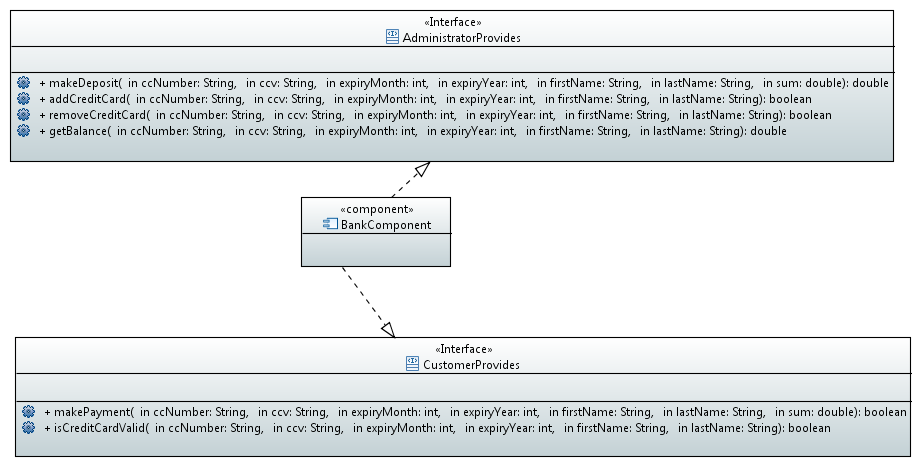 «Interface»
AdministratorProvides
+ makeDeposit( in ccNumber: String, in ccv: String, in expiryMonth: int, in expiryYear: int, in firstName: String, in lastName: String, in sum: double): double
+ addCreditCard( in ccNumber: String, in ccv: String, in expiryMonth: int, in expiryYear: int, in firstName: String, in lastName: String): boolean
+ removeCreditCard( in ccNumber: String, in ccv: String, in expiryMonth: int, in expiryYear: int, in firstName: String, in lastName: String): boolean
+ getBalance( in ccNumber: String, in ccv: String, in expiryMonth: int, in expiryYear: int, in firstName: String, in lastName: String): double
«component»
BankComponent
«Interface»
CustomerProvides
+ makePayment( in ccNumber: String, in ccv: String, in expiryMonth: int, in expiryYear: int, in firstName: String, in lastName: String, in sum: double): boolean
+ isCreditCardValid( in ccNumber: String, in ccv: String, in expiryMonth: int, in expiryYear: int, in firstName: String, in lastName: String): boolean